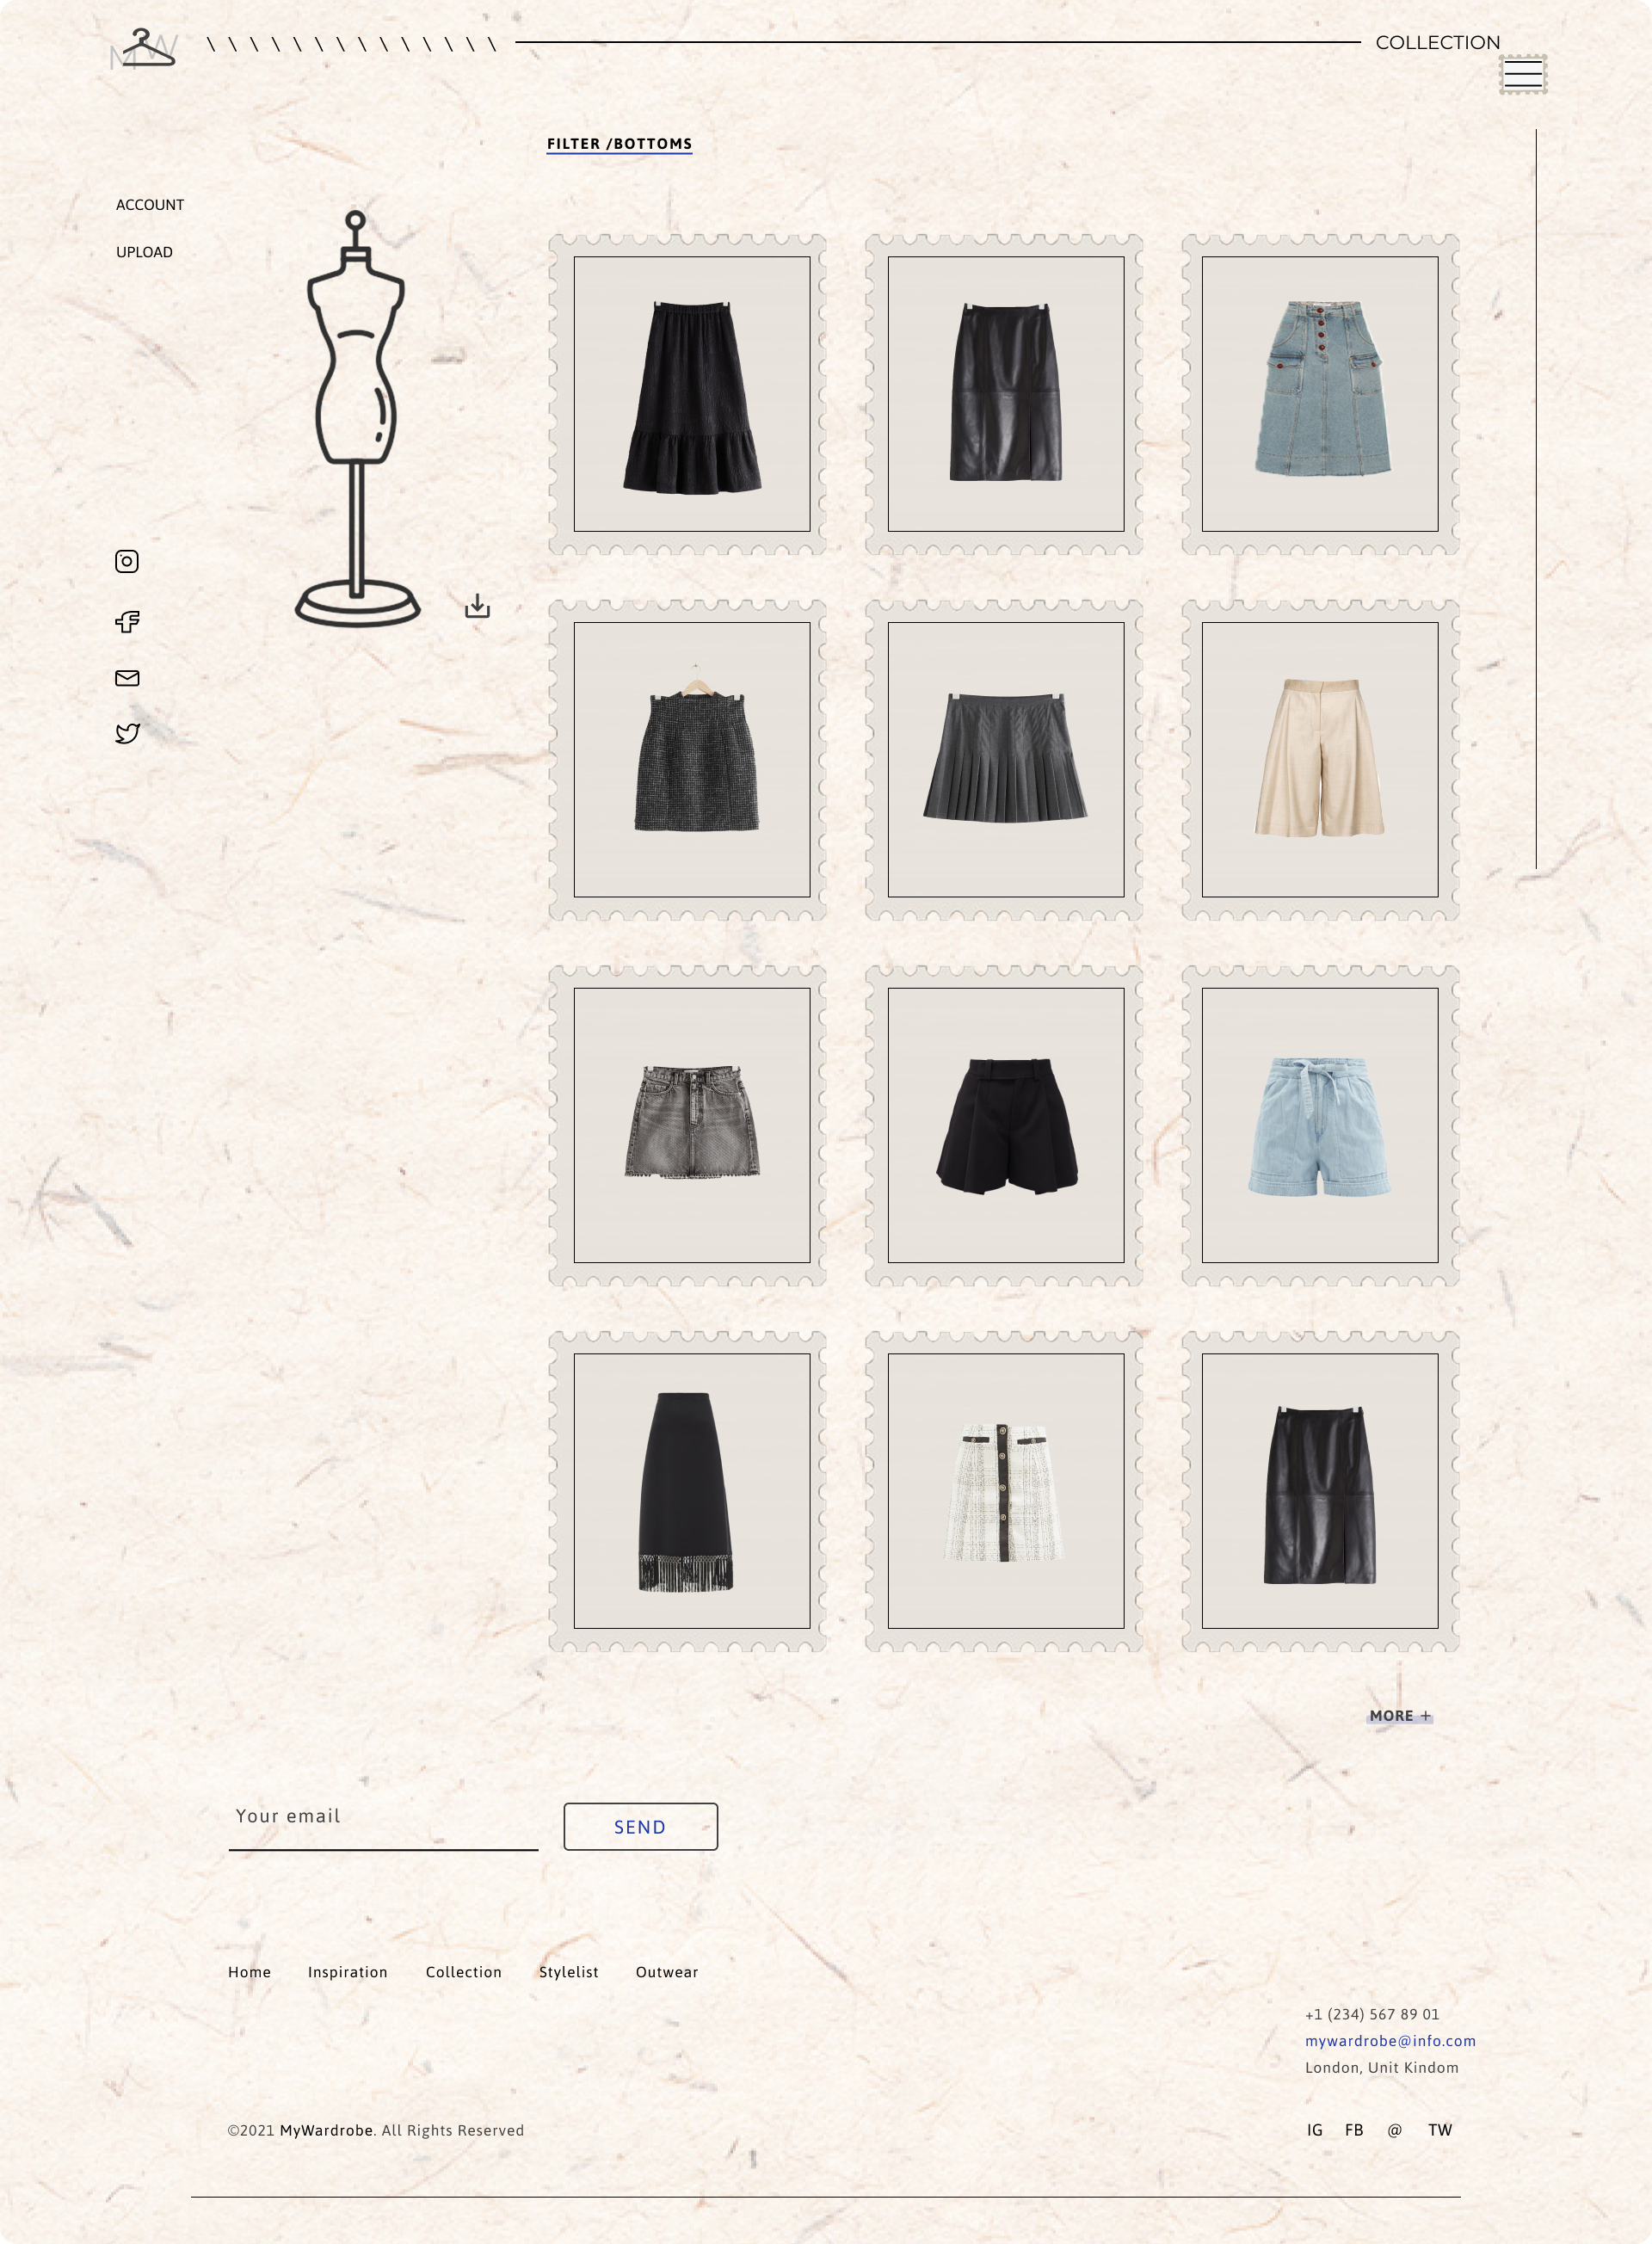 MW
COLLECTION
FILTER /BOTTOMS
ACCOUNT
UPLOAD
MORE +
Your email
SEND
Home Inspiration Collection Stylelist Outwear
+1 (234) 567 89 01
mywardrobe@info.com
London, Unit Kindom
©2021 MyWardrobe. All Rights Reserved
IG FB @ TW